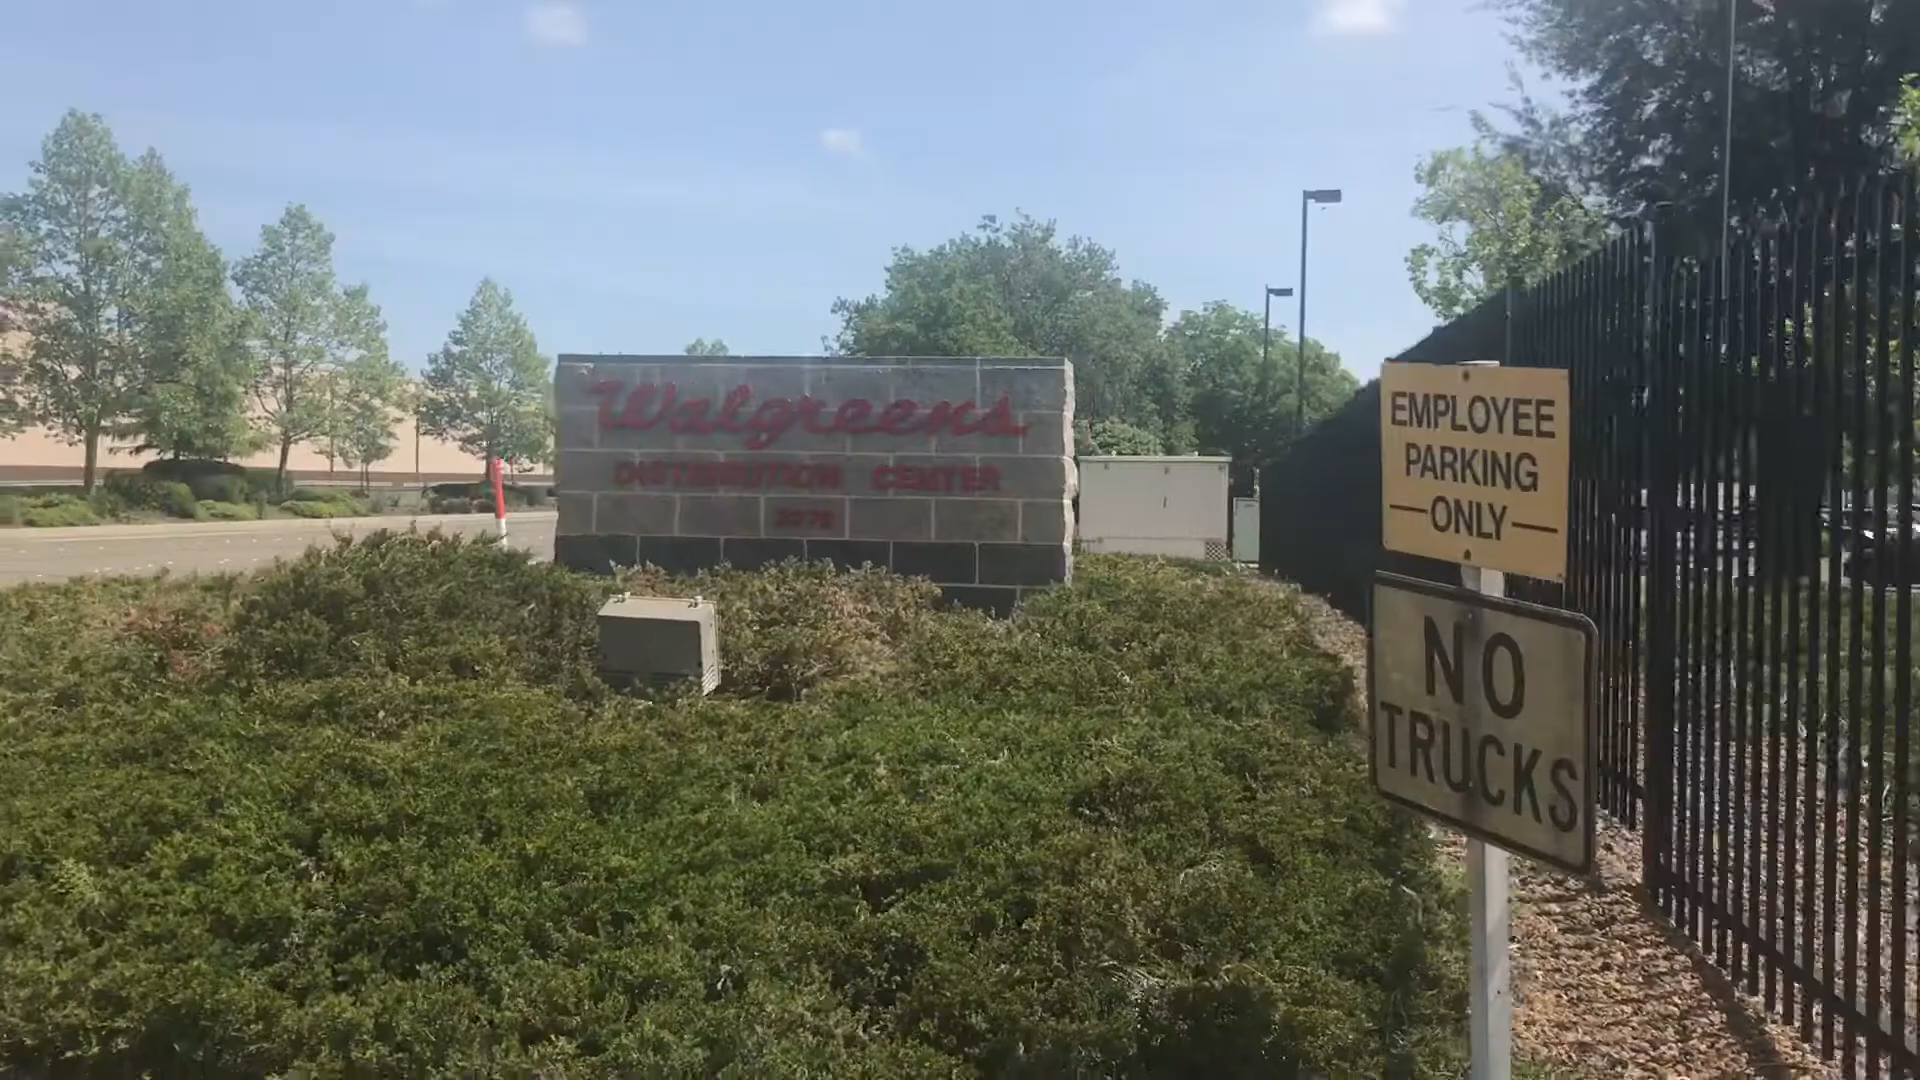 Walgreens
DISTRIBUTION CENTER
EMPLOYEE
PARKING
ONLY
NO
TRUCKS